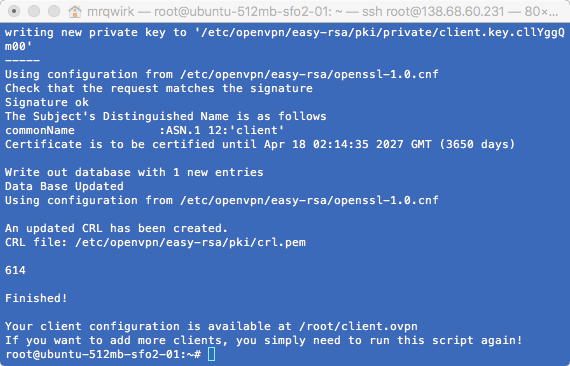 mrqwirk — root@ubuntu-512mb-sfo2-01: ~ — ssh root@138.68.60.231 — 80×...
writing new private key to '/etc/openvpn/easy-rsa/pki/private/client.key.cllYggQ
m00'
-----
Using configuration from /etc/openvpn/easy-rsa/openssl-1.0.cnf
Check that the request matches the signature
Signature ok
The Subject's Distinguished Name is as follows
commonName            :ASN.1 12:'client'
Certificate is to be certified until Apr 18 02:14:35 2027 GMT (3650 days)
Write out database with 1 new entries
Data Base Updated
Using configuration from /etc/openvpn/easy-rsa/openssl-1.0.cnf
An updated CRL has been created.
CRL file: /etc/openvpn/easy-rsa/pki/crl.pem
614
Finished!
Your client configuration is available at /root/client.ovpn
If you want to add more clients, you simply need to run this script again!
root@ubuntu-512mb-sfo2-01:~#